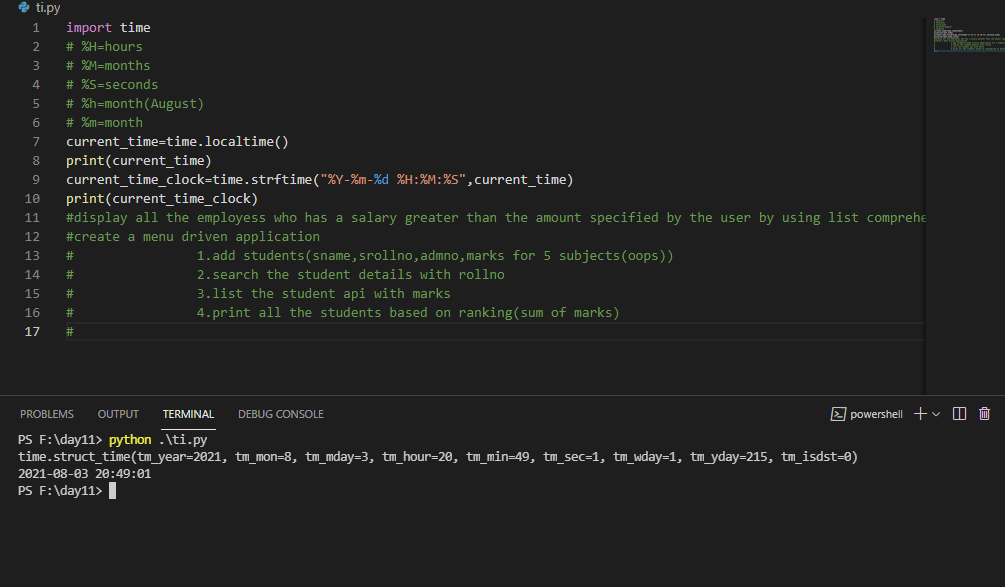 ti.py
1 import time
2 # %H=hours
3 # %M=months
4 # %S=seconds
5 # %h=month(August)
6 # %m=month
7 current_time=time.localtime()
8 print(current_time)
9 current_time_clock=time.strftime("%Y-%m-%d %H:%M:%S",current_time)
10 print(current_time_clock)
11 #display all the employess who has a salary greater than the amount specified by the user by using list comprehe
12 #create a menu driven application
13 # 1.add students(sname,srollno,admno,marks for 5 subjects(oops))
14 # 2.search the student details with rollno
15 # 3.list the student api with marks
16 # 4.print all the students based on ranking(sum of marks)
17 #
PROBLEMS OUTPUT TERMINAL DEBUG CONSOLE powershell
PS F:\day11> python .\ti.py
time.struct_time(tm_year=2021, tm_mon=8, tm_mday=3, tm_hour=20, tm_min=49, tm_sec=1, tm_wday=1, tm_yday=215, tm_isdst=0)
2021-08-03 20:49:01
PS F:\day11>